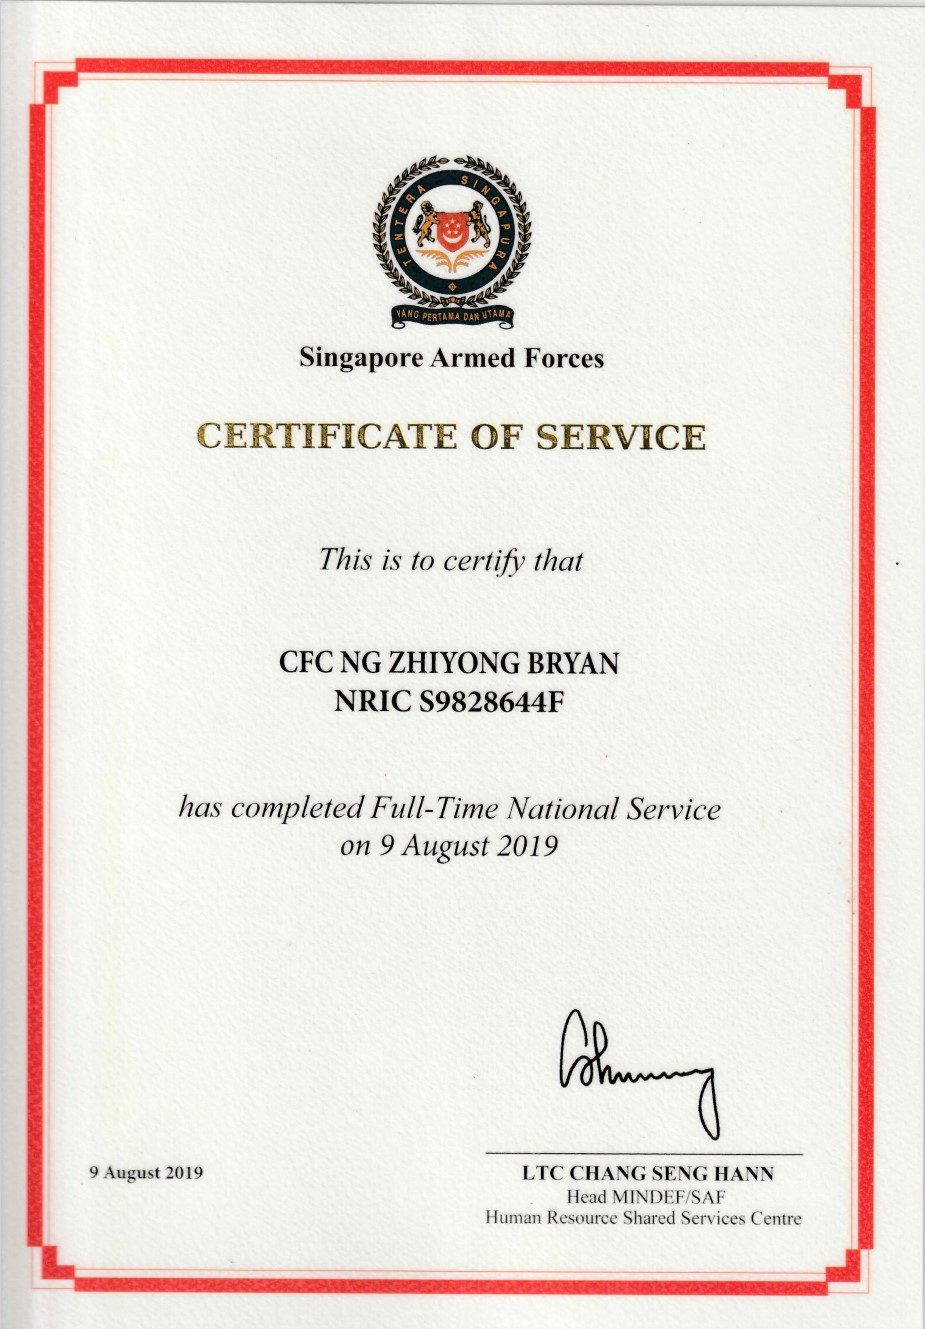 TENTERA SINGAPURA
YANG PERTAMA DAN UTAMA
Singapore Armed Forces
CERTIFICATE OF SERVICE
This is to certify that
CFC NG ZHIYONG BRYAN
NRIC S9828644F
has completed Full-Time National Service
on 9 August 2019
9 August 2019
LTC CHANG SENG HANN
Head MINDEF/SAF
Human Resource Shared Services Centre